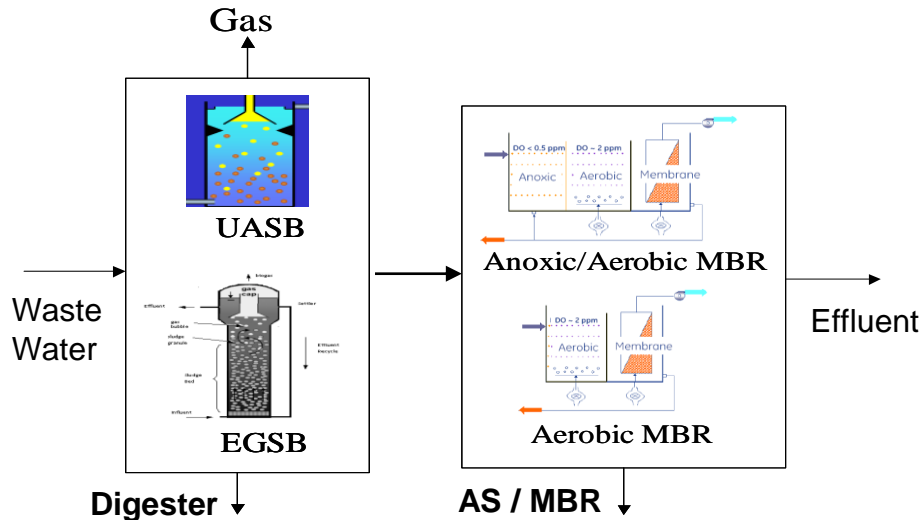 Gas
UASB
biogas
gas
cap
Effluent
Settler
gas
bubble
sludge
granule
Effluent
Recycle
sludge
bed
influent
EGSB
Waste
Water
Digester
DO < 0.5 ppm
DO ~ 2 ppm
Anoxic
Aerobic
Membrane
Anoxic/Aerobic MBR
DO ~ 2 ppm
Aerobic
Membrane
Aerobic MBR
AS / MBR
Effluent